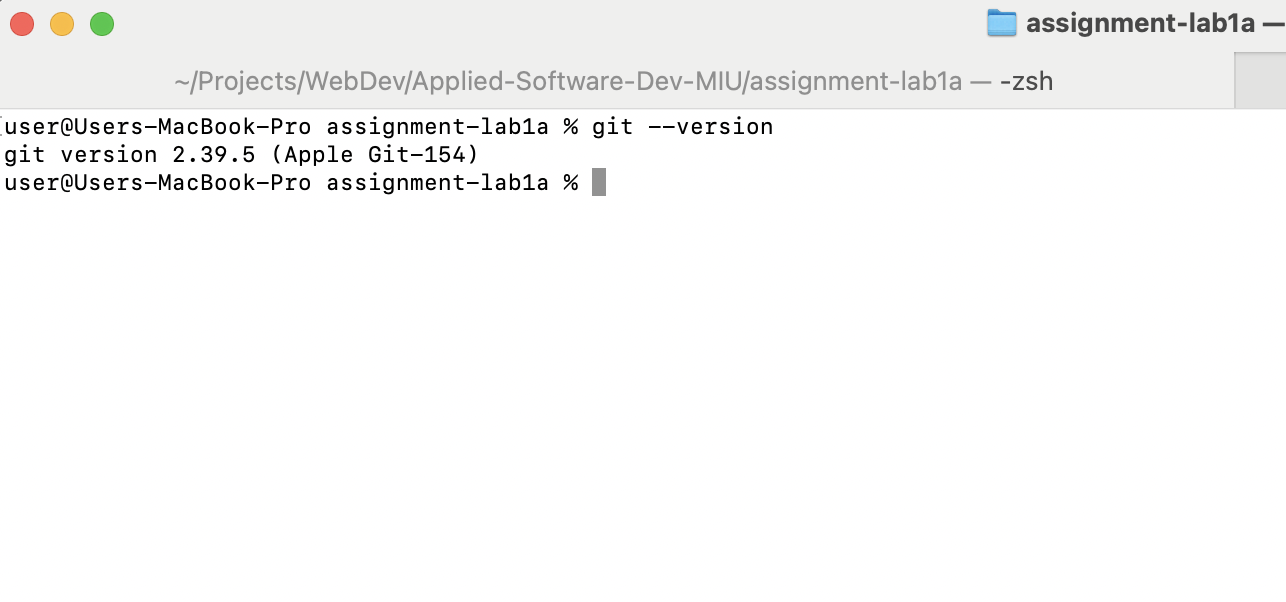 assignment-lab1a —
~/Projects/WebDev/Applied-Software-Dev-MIU/assignment-lab1a — -zsh
user@Users-MacBook-Pro assignment-lab1a % git --version
git version 2.39.5 (Apple Git-154)
user@Users-MacBook-Pro assignment-lab1a %